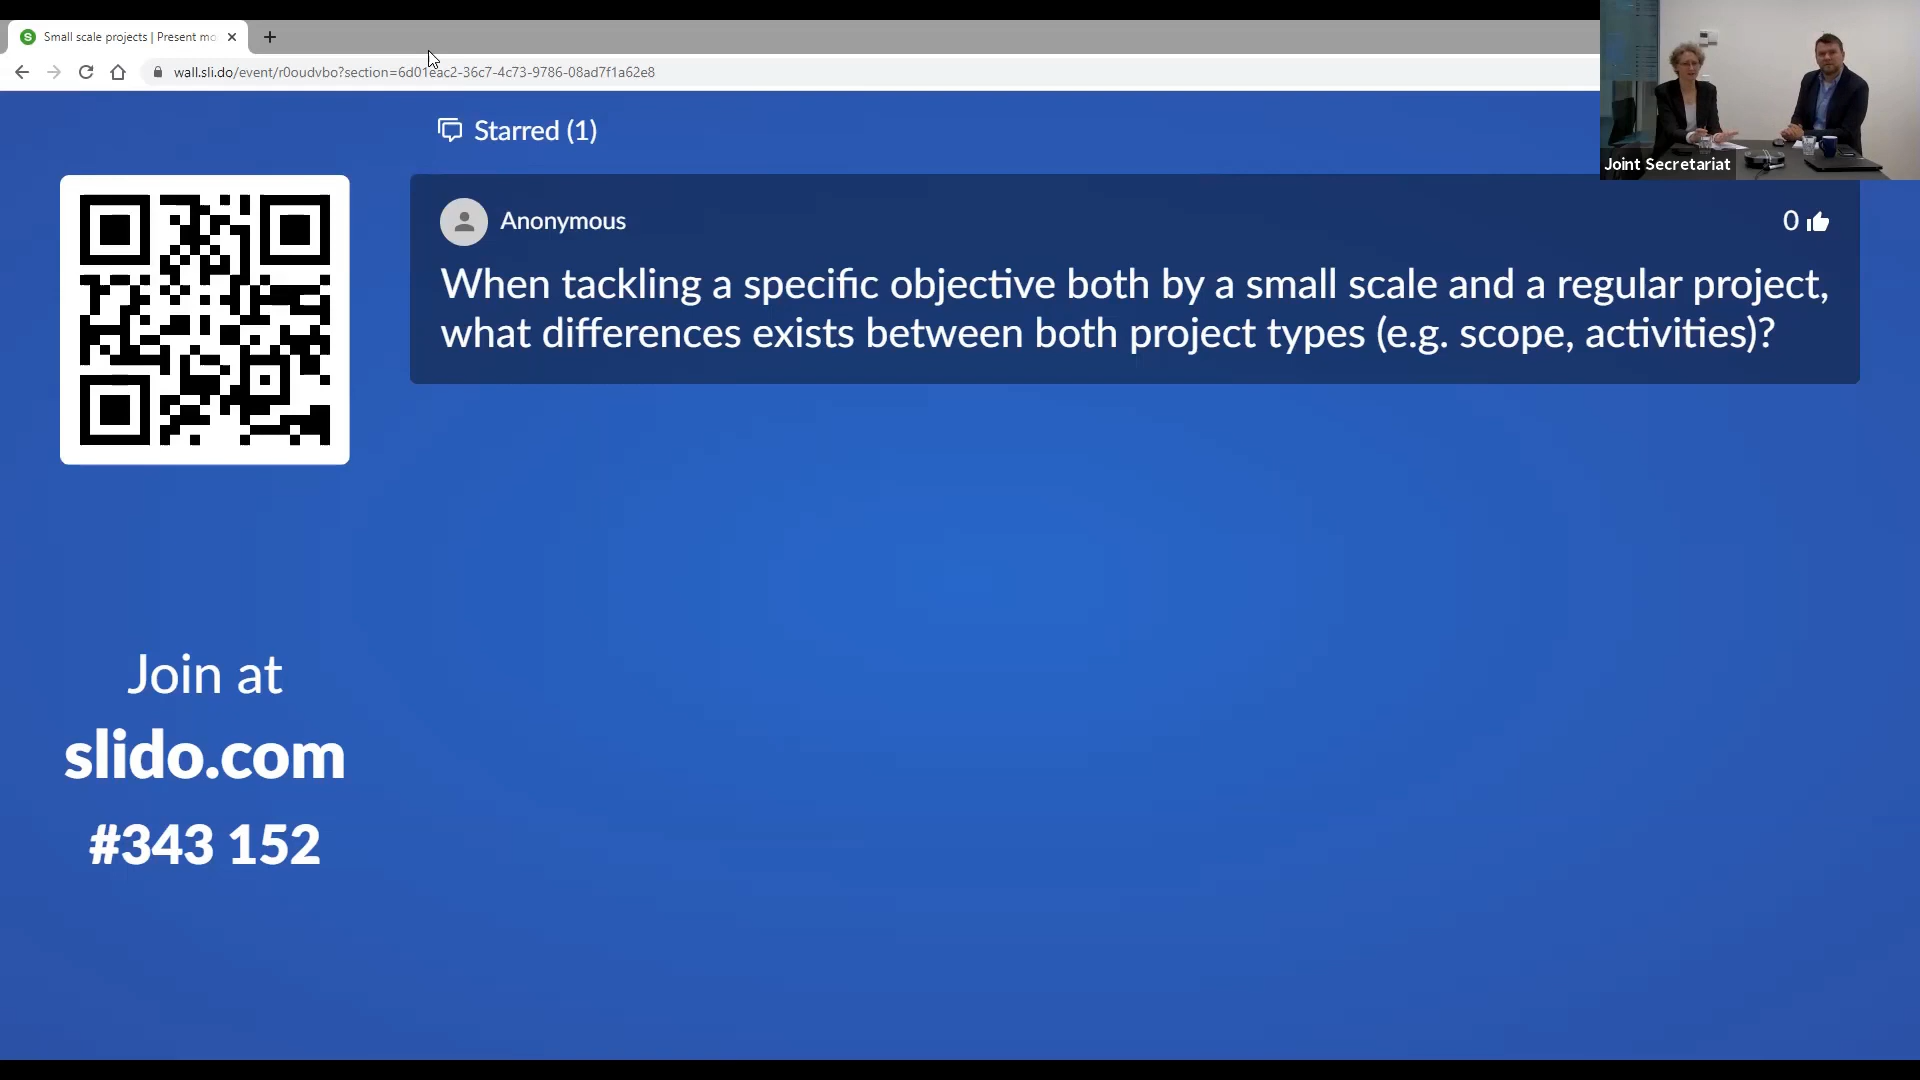 Small scale projects | Present mo
wall.sli.do/event/r0oudvbo?section=6d01eac2-36c7-4c73-9786-08ad7f1a62e8
Joint Secretariat
Starred (1)
Anonymous
0
When tackling a specific objective both by a small scale and a regular project,
what differences exists between both project types (e.g. scope, activities)?
Join at
slido.com
#343 152